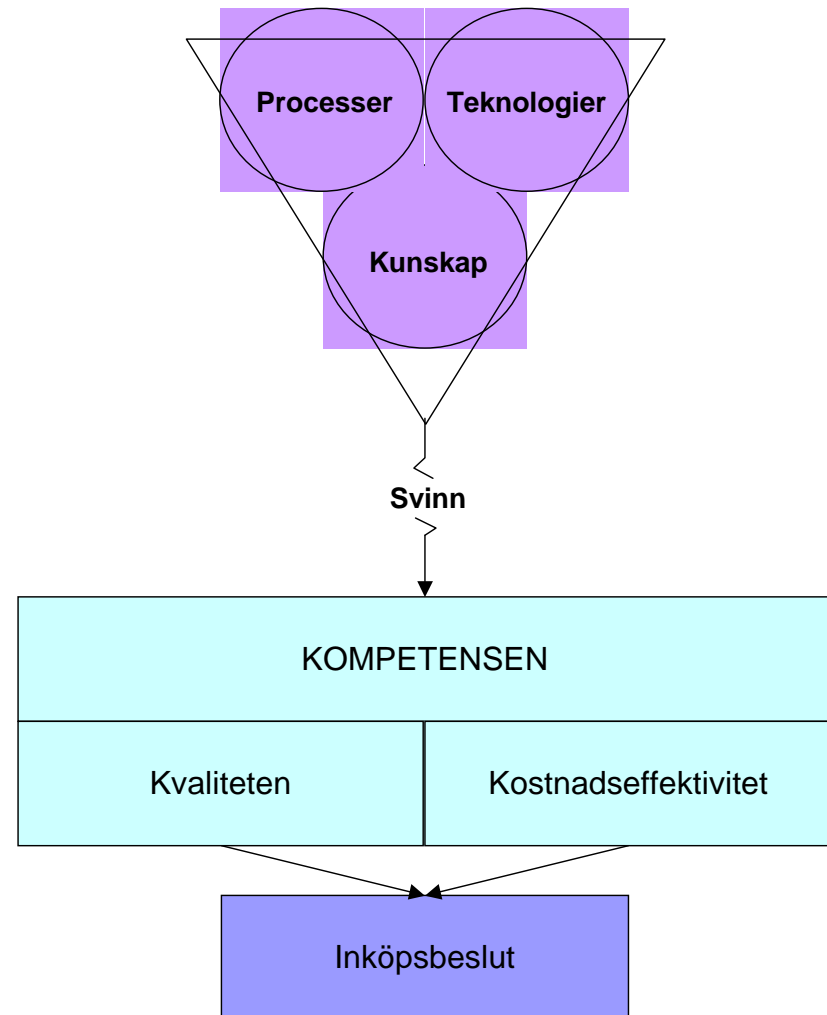 Processer
Teknologier
Kunskap
Svinn
KOMPETENSEN
Kvaliteten
Kostnadseffektivitet
Inköpsbeslut